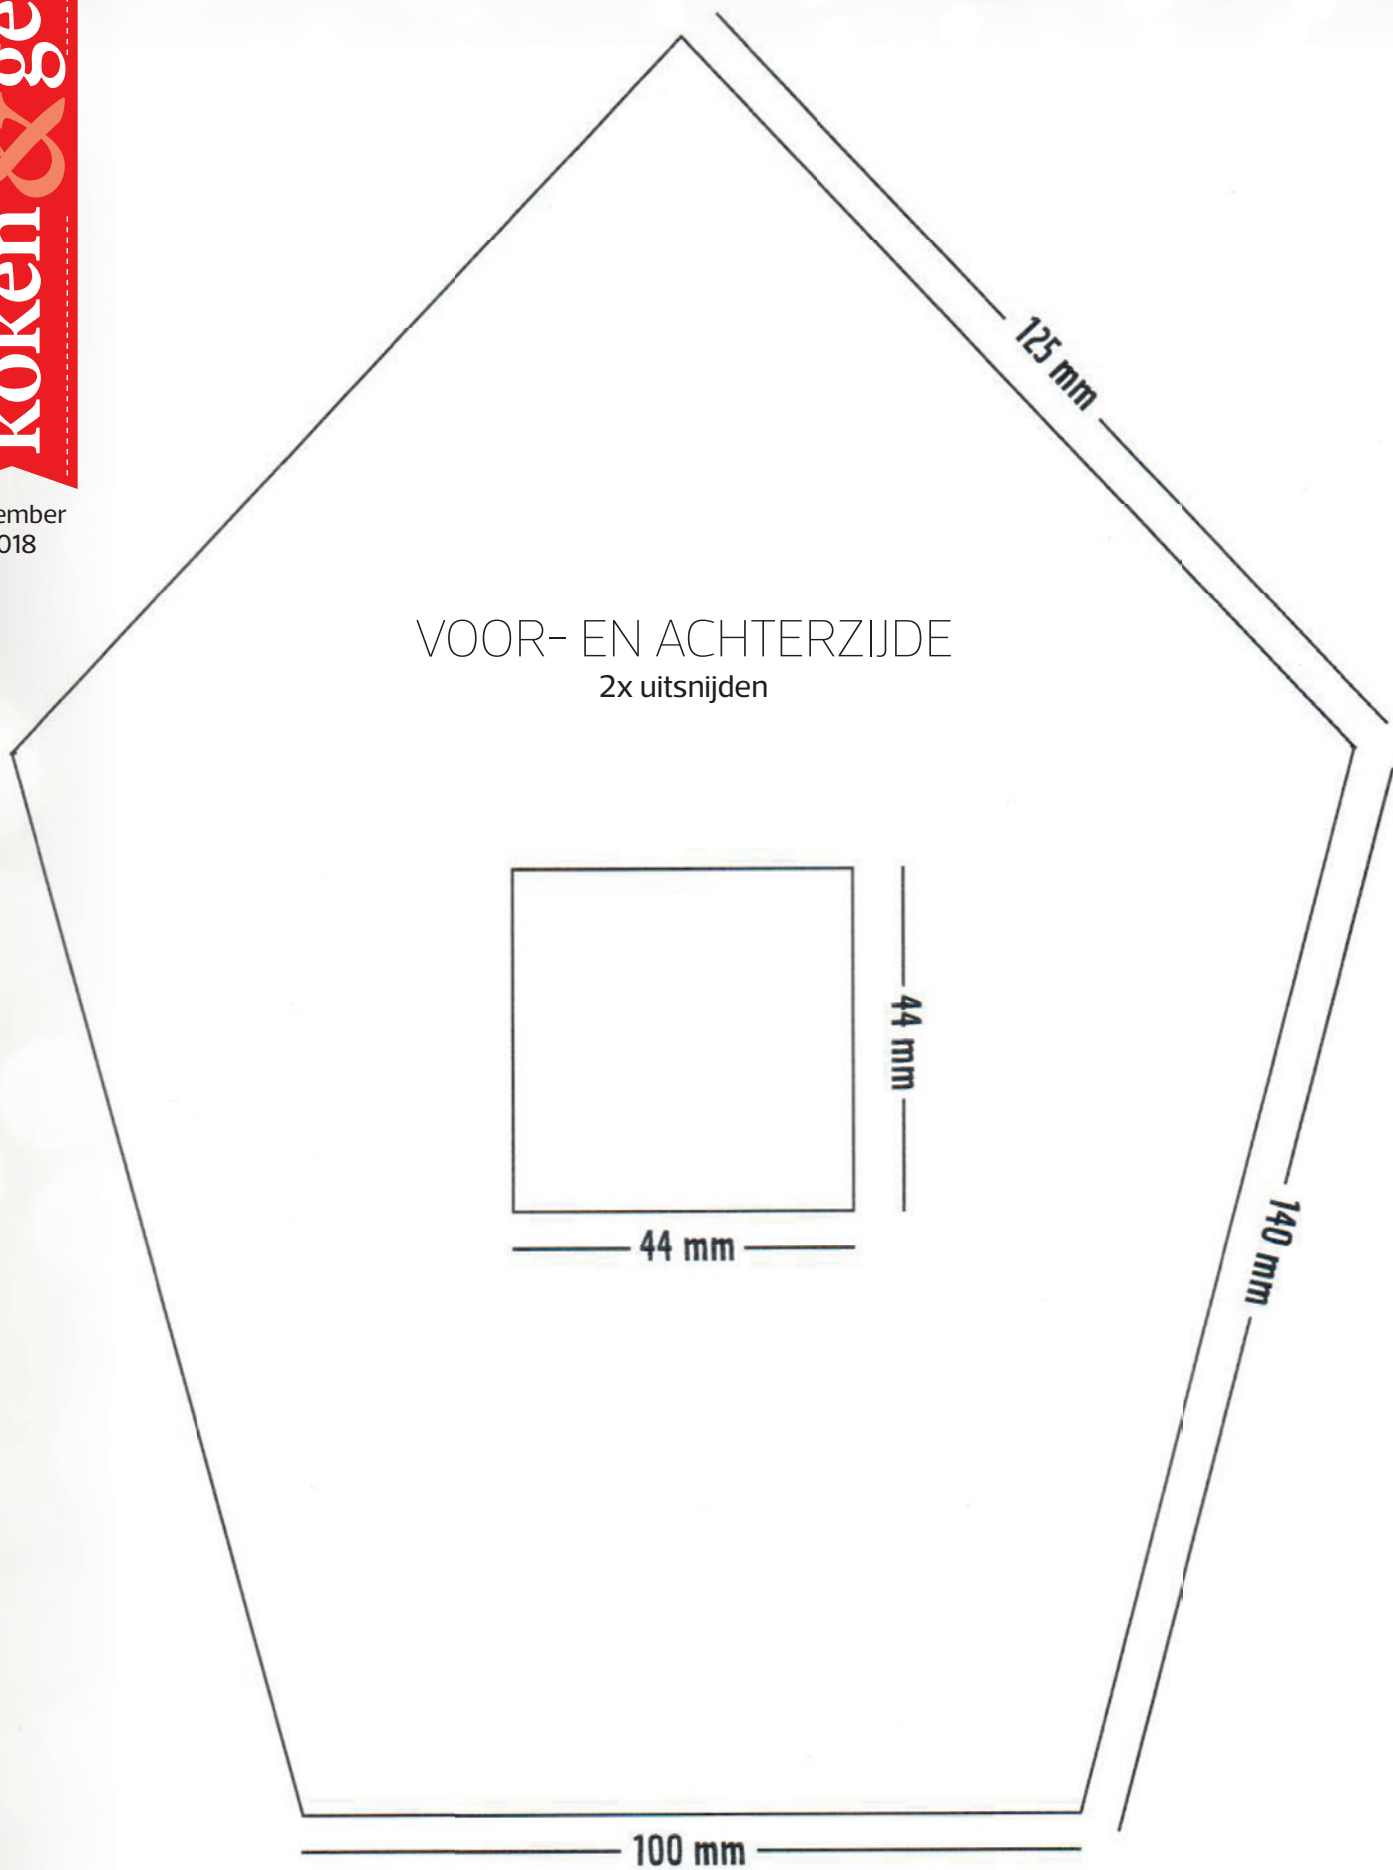 koken & ge
ember
018
125 mm
VOOR- EN ACHTERZIJDE
2x uitsnijden
44 mm
44 mm
140 mm
100 mm